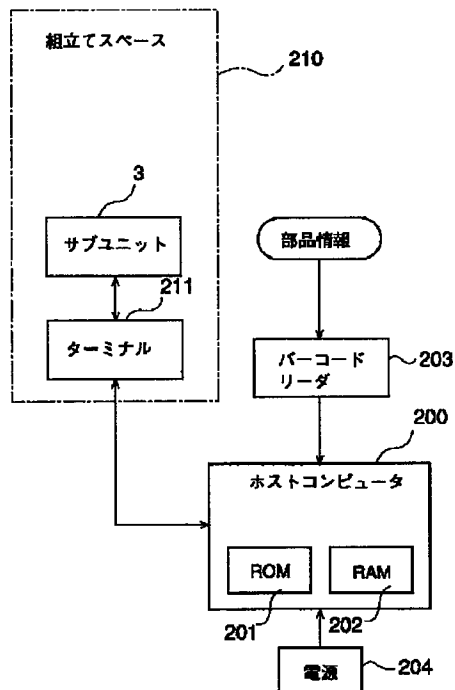 組立てスペース
210
3
サブユニット
211
ターミナル
部品情報
バーコード
リーダ
203
200
ホストコンピュータ
ROM
RAM
201
202
電源
204